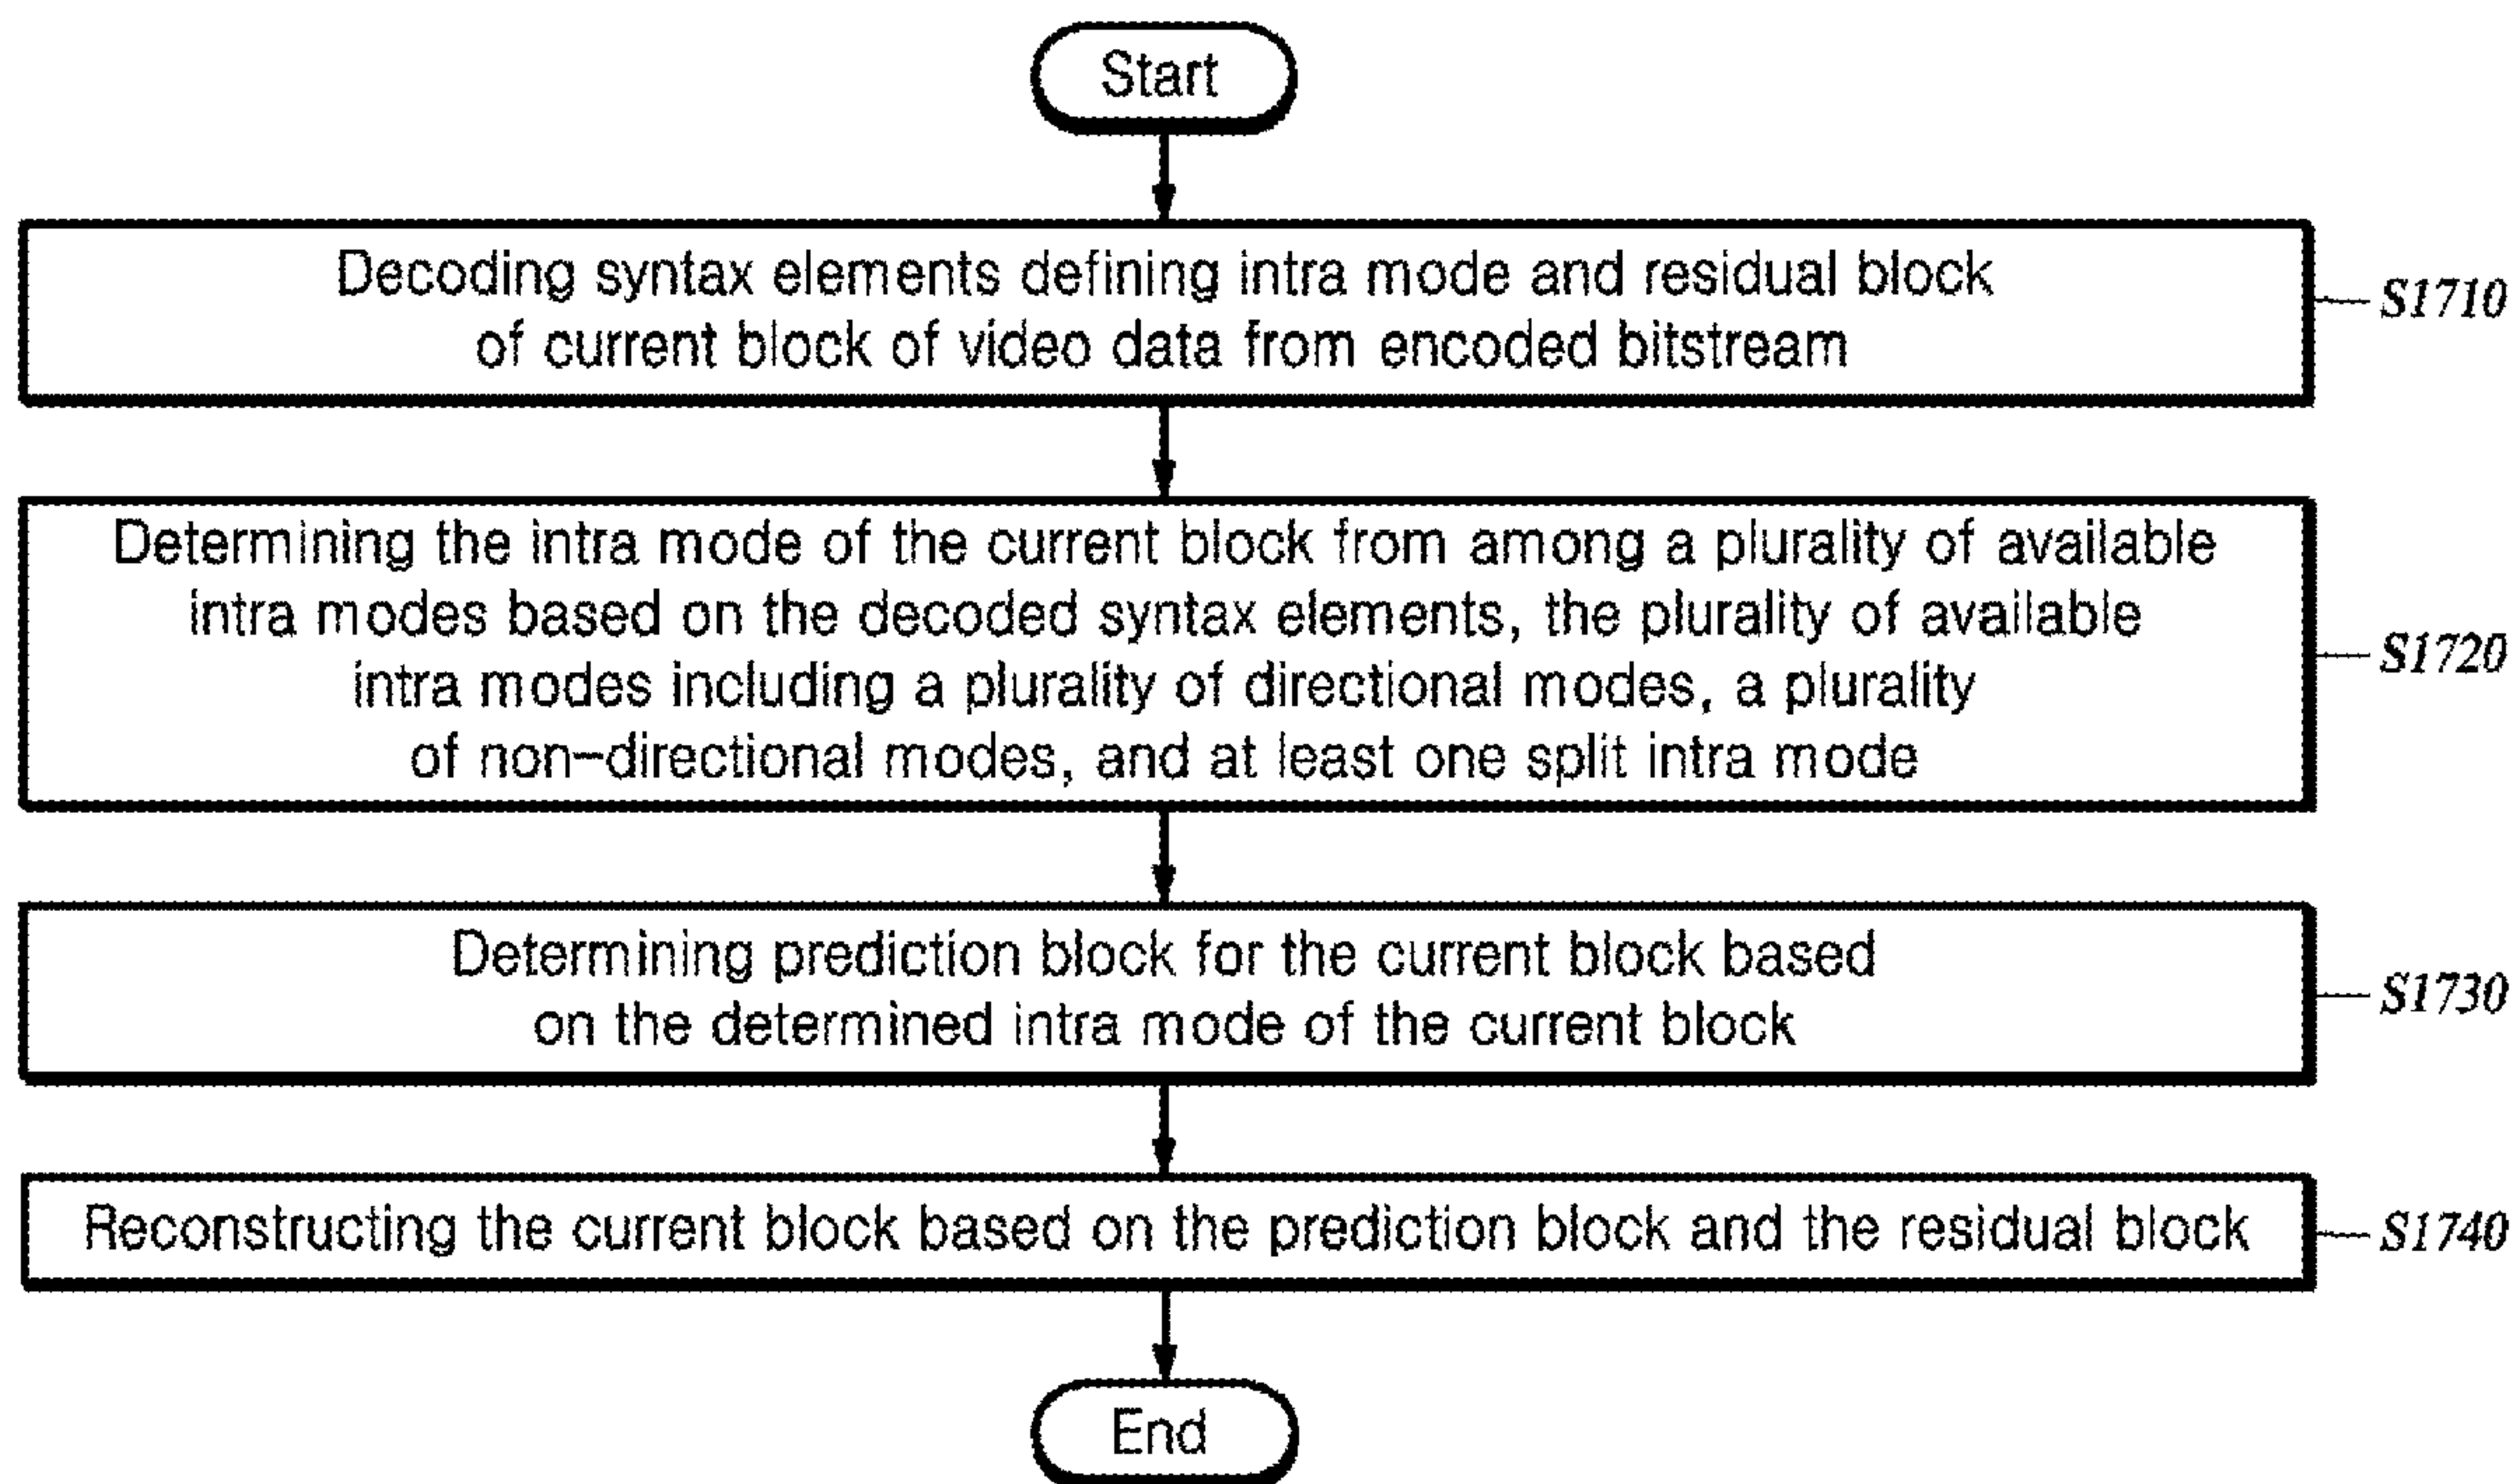 Start
Decoding syntax elements defining intra mode and residual block
of current block of video data from encoded bitstream
S1710
Determining the intra mode of the current block from among a plurality of available
intra modes based on the decoded syntax elements, the plurality of available
intra modes including a plurality of directional modes, a plurality
of non-directional modes, and at least one split intra mode
S1720
Determining prediction block for the current block based
on the determined intra mode of the current block
S1730
Reconstructing the current block based on the prediction block and the residual block
S1740
End